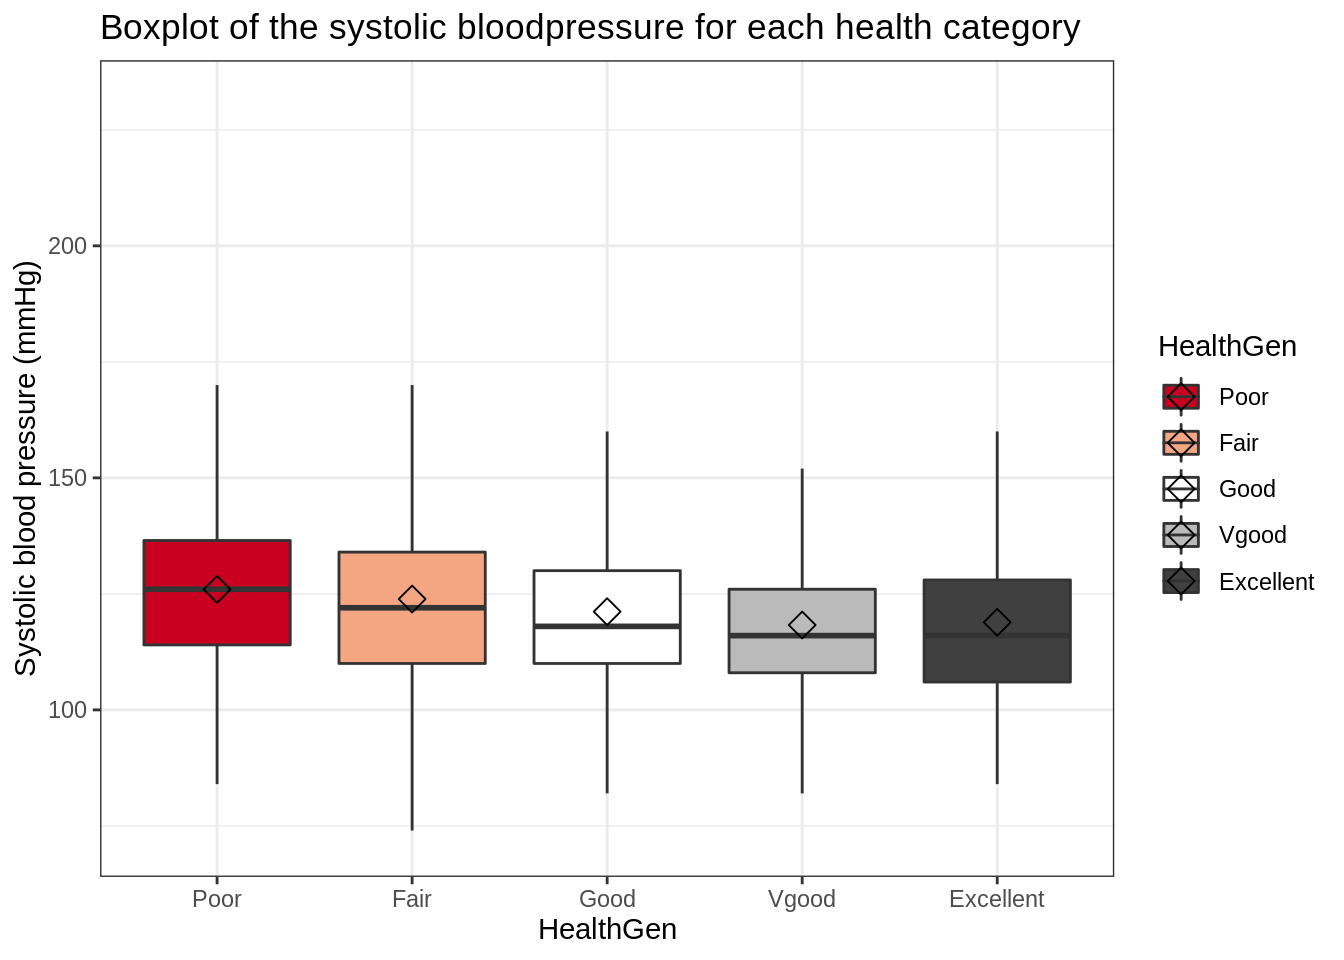 Boxplot of the systolic bloodpressure for each health category
Systolic blood pressure (mmHg)
200
150
100
Poor Fair Good Vgood Excellent
HealthGen
HealthGen
Poor
Fair
Good
Vgood
Excellent